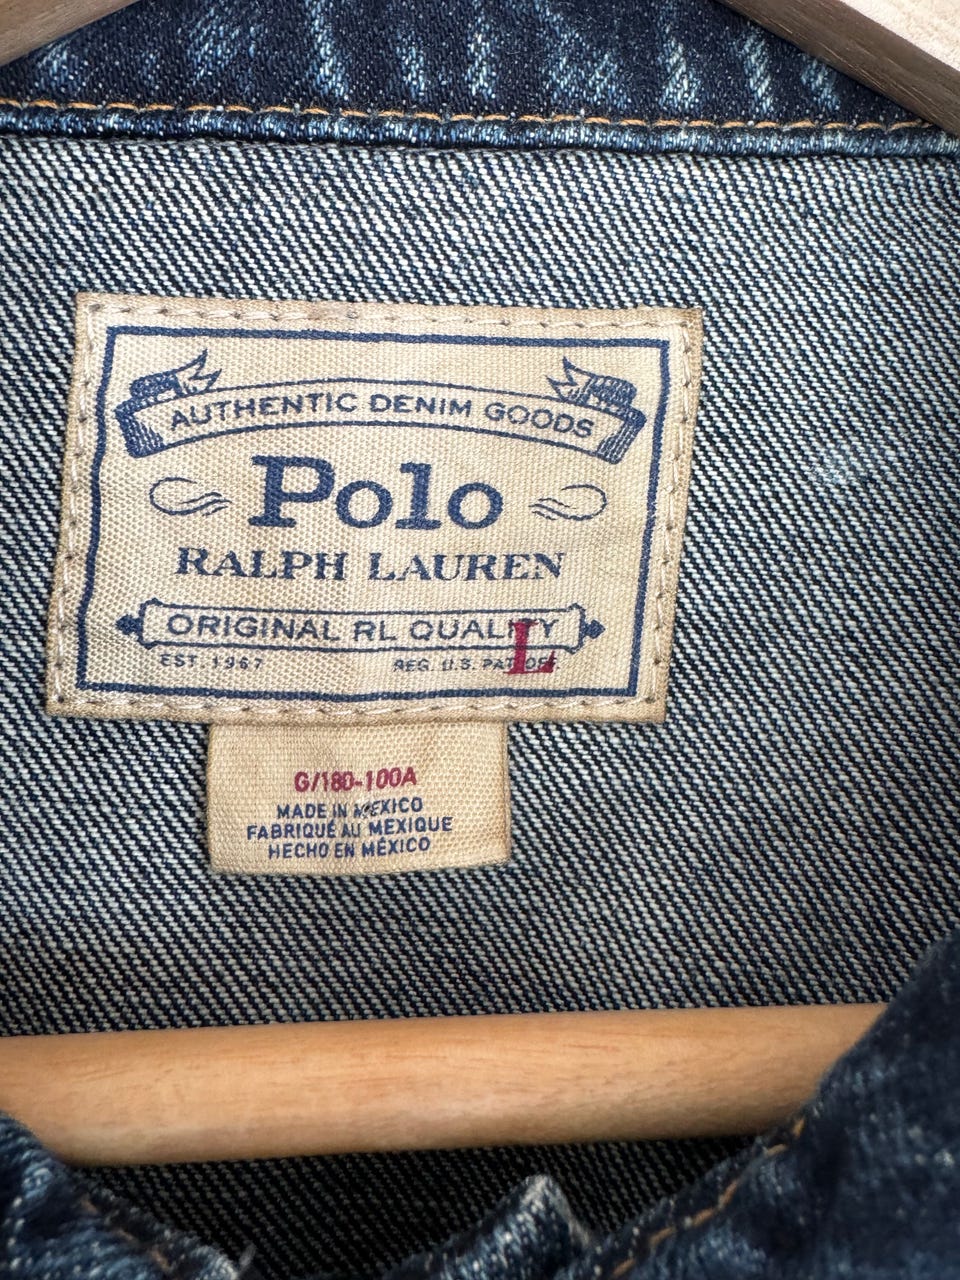 AUTHENTIC DENIM GOODS
Polo
RALPH LAUREN
ORIGINAL RL QUALITY
L
EST. 1967 REG. U.S. PAT. OFF.
G/180-100A
MADE IN MEXICO
FABRIQUÉ AU MEXIQUE
HECHO EN MÉXICO